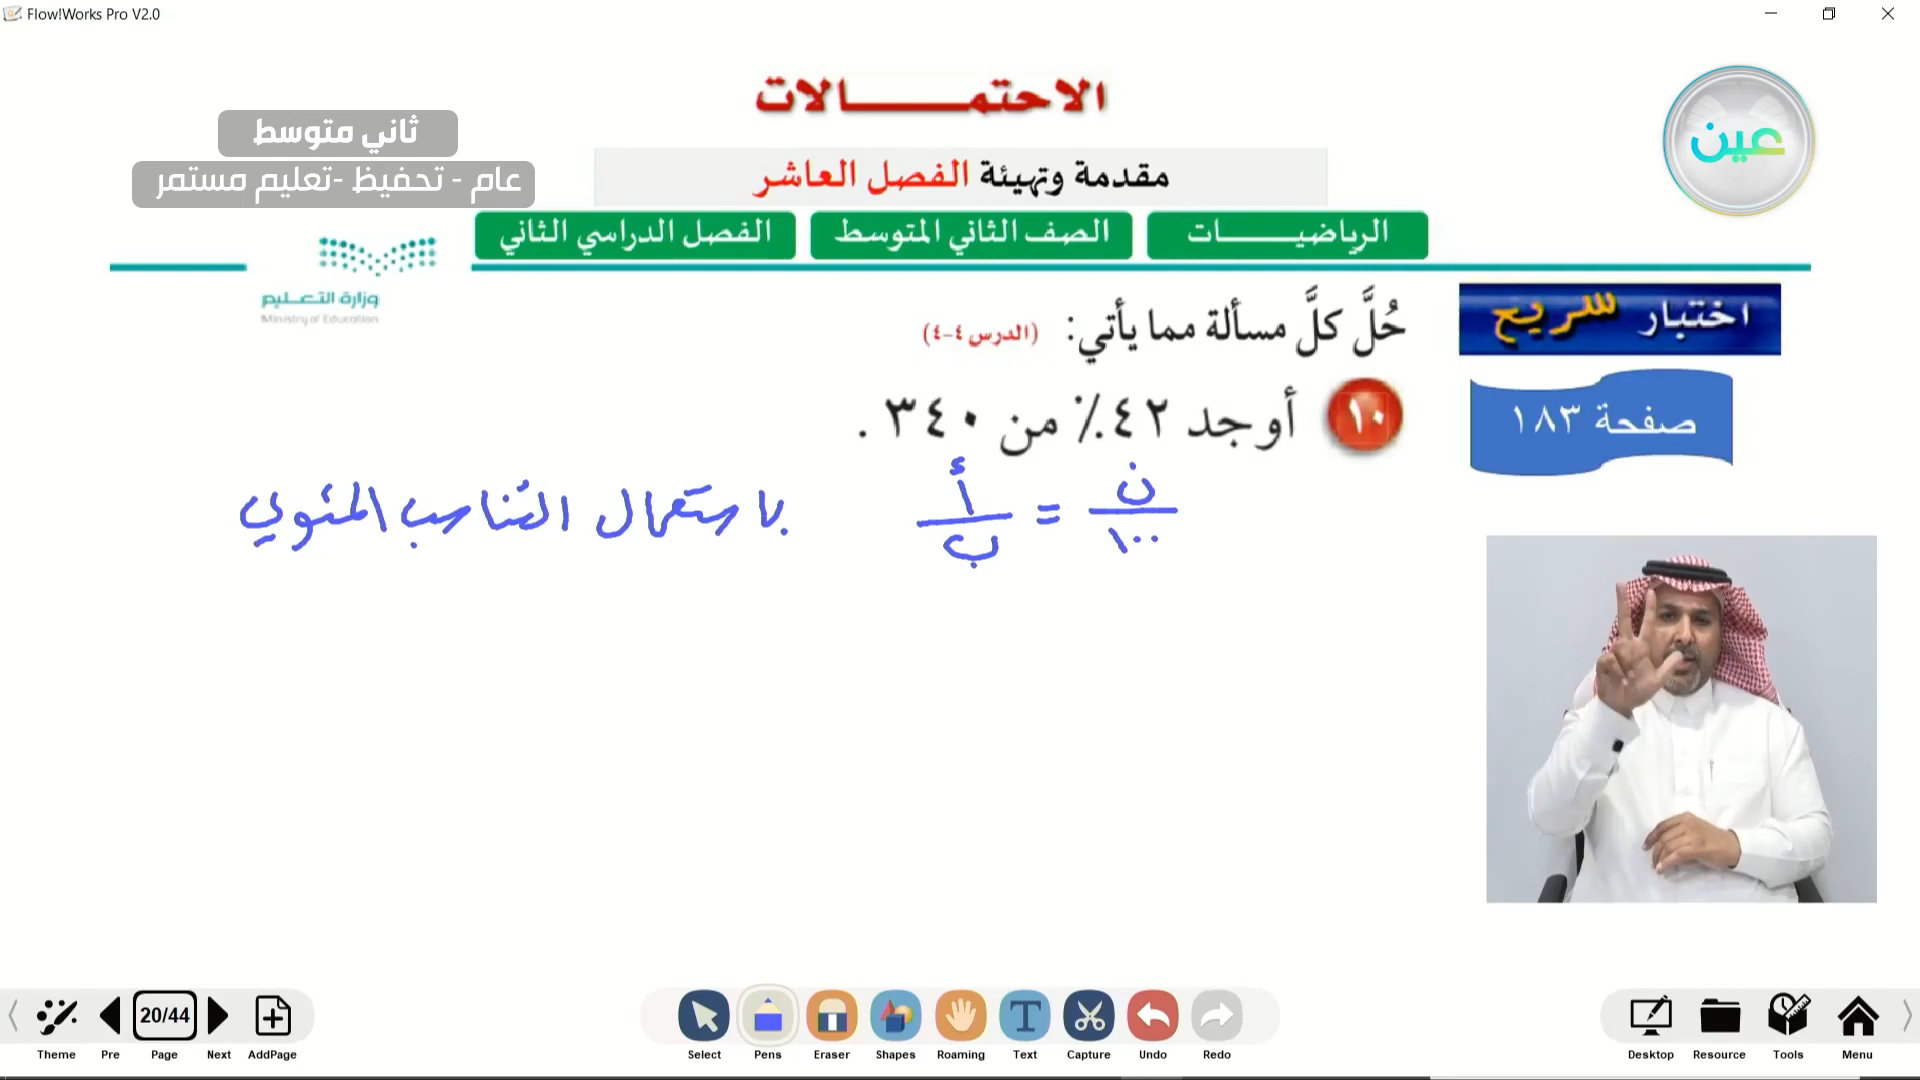 Flow!Works Pro V2.0
الاحتمـــالات
عين
ثاني متوسط
عام - تحفيظ -تعليم مستمر
مقدمة وتهيئة الفصل العاشر
الرياضيـــات
الصف الثاني المتوسط
الفصل الدراسي الثاني
وزارة التعـليم
Ministry of Education
اختبار سريع
حُلَّ كلَّ مسألة مما يأتي: (الدرس ٤-٤)
صفحة ١٨٣
١٠ أوجد ٤٢٪ من ٣٤٠ .
ن/١٠٠ = أ/ب باستعمال التناسب المئوي
20/44
Theme Pre Page Next AddPage Select Pens Eraser Shapes Roaming Text Capture Undo Redo Desktop Resource Tools Menu